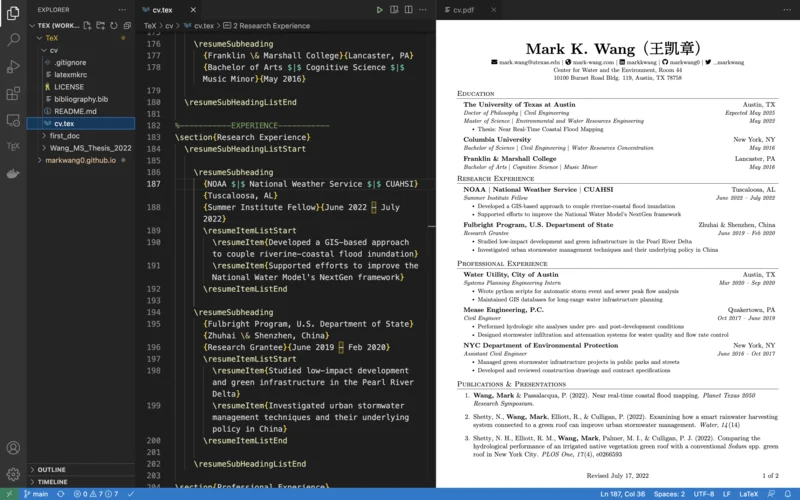 EXPLORER
TEX (WORK...
TeX
cv
.gitignore
latexmkrc
LICENSE
bibliography.bib
README.md
cv.tex
first_doc
Wang_MS_Thesis_2022
markwang0.github.io
OUTLINE
TIMELINE
cv.tex
TeX > cv > cv.tex > 2 Research Experience
176 \resumeSubheading
177 {Franklin \& Marshall College}{Lancaster, PA}
178 {Bachelor of Arts $|$ Cognitive Science $|$
Music Minor}{May 2016}
179
180 \resumeSubHeadingListEnd
181
182 %-----------EXPERIENCE-----------
183 \section{Research Experience}
184 \resumeSubHeadingListStart
185
186 \resumeSubheading
187 {NOAA $|$ National Weather Service $|$ CUAHSI}
{Tuscaloosa, AL}
188 {Summer Institute Fellow}{June 2022 – July
2022}
189 \resumeItemListStart
190 \resumeItem{Developed a GIS-based approach
to couple riverine-coastal flood inundation}
191 \resumeItem{Supported efforts to improve the
National Water Model's NextGen framework}
192 \resumeItemListEnd
193
194 \resumeSubheading
195 {Fulbright Program, U.S. Department of State}
{Zhuhai \& Shenzhen, China}
196 {Research Grantee}{June 2019 – Feb 2020}
197 \resumeItemListStart
198 \resumeItem{Studied low-impact development
and green infrastructure in the Pearl River
Delta}
199 \resumeItem{Investigated urban stormwater
management techniques and their underlying
policy in China}
200 \resumeItemListEnd
201
202 \resumeSubHeadingListEnd
203
204 \section{Professional Experience}
cv.pdf
Mark K. Wang (王凯章)
mark.wang@utexas.edu | mark-wang.com | markkwang | markwang0 | _markwang
Center for Water and the Environment, Room 44
10100 Burnet Road Bldg. 119, Austin, TX 78758
Education
The University of Texas at Austin Austin, TX
Doctor of Philosophy | Civil Engineering Expected May 2025
Master of Science | Environmental and Water Resources Engineering May 2022
• Thesis: Near Real-Time Coastal Flood Mapping
Columbia University New York, NY
Bachelor of Science | Civil Engineering | Water Resources Concentration May 2016
Franklin & Marshall College Lancaster, PA
Bachelor of Arts | Cognitive Science | Music Minor May 2016
Research Experience
NOAA | National Weather Service | CUAHSI Tuscaloosa, AL
Summer Institute Fellow June 2022 – July 2022
• Developed a GIS-based approach to couple riverine-coastal flood inundation
• Supported efforts to improve the National Water Model's NextGen framework
Fulbright Program, U.S. Department of State Zhuhai & Shenzhen, China
Research Grantee June 2019 – Feb 2020
• Studied low-impact development and green infrastructure in the Pearl River Delta
• Investigated urban stormwater management techniques and their underlying policy in China
Professional Experience
Water Utility, City of Austin Austin, TX
Systems Planning Engineering Intern Mar 2020 – Sep 2020
• Wrote python scripts for automatic storm event and sewer peak flow analysis
• Maintained GIS databases for long-range water infrastructure planning
Mease Engineering, P.C. Quakertown, PA
Civil Engineer Oct 2017 – June 2019
• Performed hydrologic site analyses under pre- and post-development conditions
• Designed stormwater infiltration and attenuation systems for water quality and flow rate control
NYC Department of Environmental Protection New York, NY
Assistant Civil Engineer June 2016 – Oct 2017
• Managed green stormwater infrastructure projects in public parks and streets
• Developed and reviewed construction drawings and contract specifications
Publications & Presentations
1. Wang, Mark & Passalacqua, P. (2022). Near real-time coastal flood mapping. Planet Texas 2050
Research Symposium.
2. Shetty, N., Wang, Mark, Elliott, R., & Culligan, P. (2022). Examining how a smart rainwater harvesting
system connected to a green roof can improve urban stormwater management. Water, 14(14)
3. Shetty, N. H., Elliott, R. M., Wang, Mark, Palmer, M. I., & Culligan, P. J. (2022). Comparing the
hydrological performance of an irrigated native vegetation green roof with a conventional Sedum spp. green
roof in New York City. PLOS One, 17(4), e0266593
Revised July 17, 2022 1 of 2
main 0 7 7 Ln 187, Col 36 Spaces: 2 UTF-8 LF LaTeX